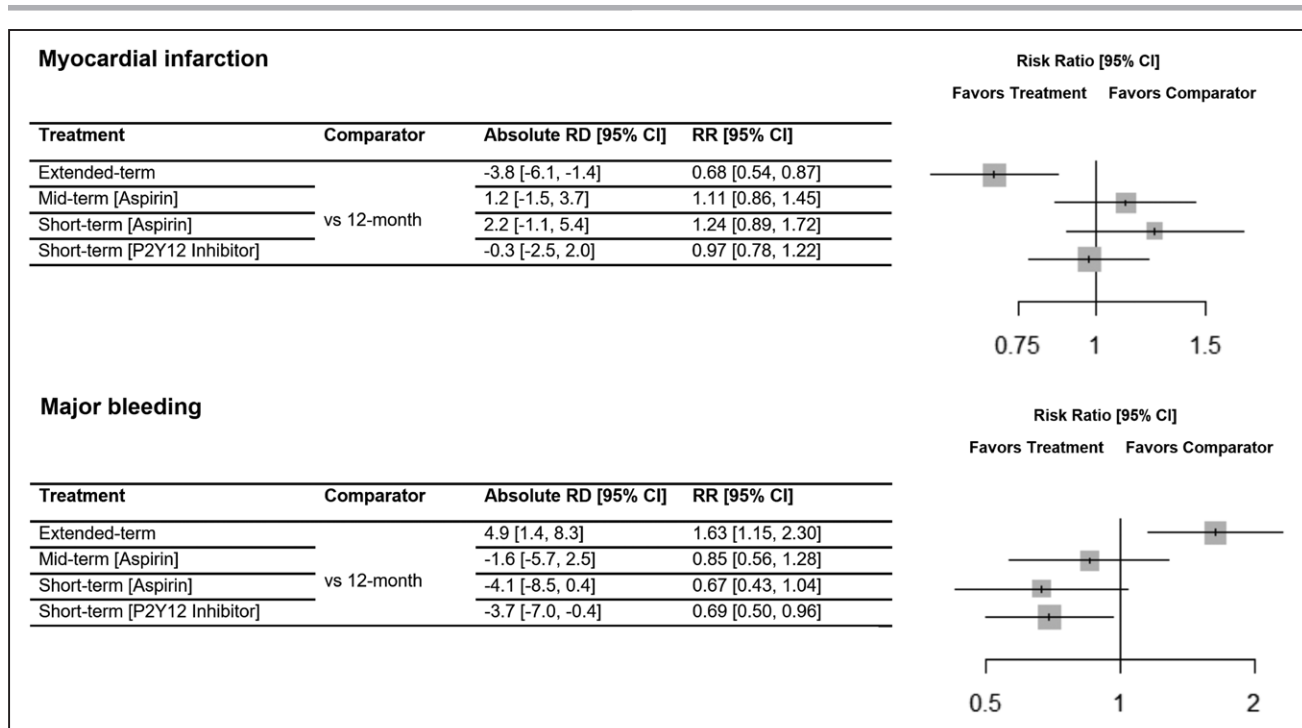 Myocardial infarction
Risk Ratio [95% CI]
Favors Treatment Favors Comparator
Treatment Comparator Absolute RD [95% CI] RR [95% CI]
Extended-term -3.8 [-6.1, -1.4] 0.68 [0.54, 0.87]
Mid-term [Aspirin] 1.2 [-1.5, 3.7] 1.11 [0.86, 1.45]
vs 12-month
Short-term [Aspirin] 2.2 [-1.1, 5.4] 1.24 [0.89, 1.72]
Short-term [P2Y12 Inhibitor] -0.3 [-2.5, 2.0] 0.97 [0.78, 1.22]
0.75 1 1.5
Major bleeding
Risk Ratio [95% CI]
Favors Treatment Favors Comparator
Treatment Comparator Absolute RD [95% CI] RR [95% CI]
Extended-term 4.9 [1.4, 8.3] 1.63 [1.15, 2.30]
Mid-term [Aspirin] -1.6 [-5.7, 2.5] 0.85 [0.56, 1.28]
vs 12-month
Short-term [Aspirin] -4.1 [-8.5, 0.4] 0.67 [0.43, 1.04]
Short-term [P2Y12 Inhibitor] -3.7 [-7.0, -0.4] 0.69 [0.50, 0.96]
0.5 1 2